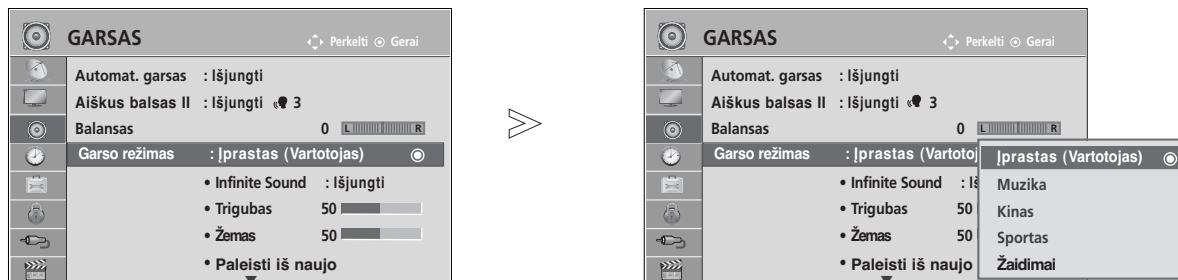 GARSAS Perkelti Gerai
Automat. garsas : Išjungti
Aiškus balsas II : Išjungti 3
Balansas 0 L R
Garso režimas : Įprastas (Vartotojas)
• Infinite Sound : Išjungti
• Trigubas 50
• Žemas 50
• Paleisti iš naujo
GARSAS Perkelti Gerai
Automat. garsas : Išjungti
Aiškus balsas II : Išjungti 3
Balansas 0 L R
Garso režimas : Įprastas (Vartotoj
• Infinite Sound : Iš
• Trigubas 50
• Žemas 50
• Paleisti iš naujo
Įprastas (Vartotojas)
Muzika
Kinas
Sportas
Žaidimai